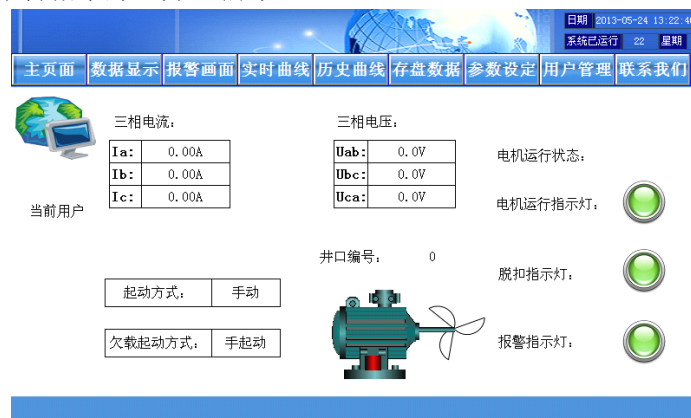 日期 2013-05-24 13:22:4
系统已运行 22 星期
主页面 数据显示 报警画面 实时曲线 历史曲线 存盘数据 参数设定 用户管理 联系我们
三相电流: 三相电压:
Ia: 0.00A Uab: 0.0V
Ib: 0.00A Ubc: 0.0V
Ic: 0.00A Uca: 0.0V
电机运行状态:
当前用户
电机运行指示灯:
井口编号: 0
脱扣指示灯:
起动方式: 手动
欠载起动方式: 手起动
报警指示灯: